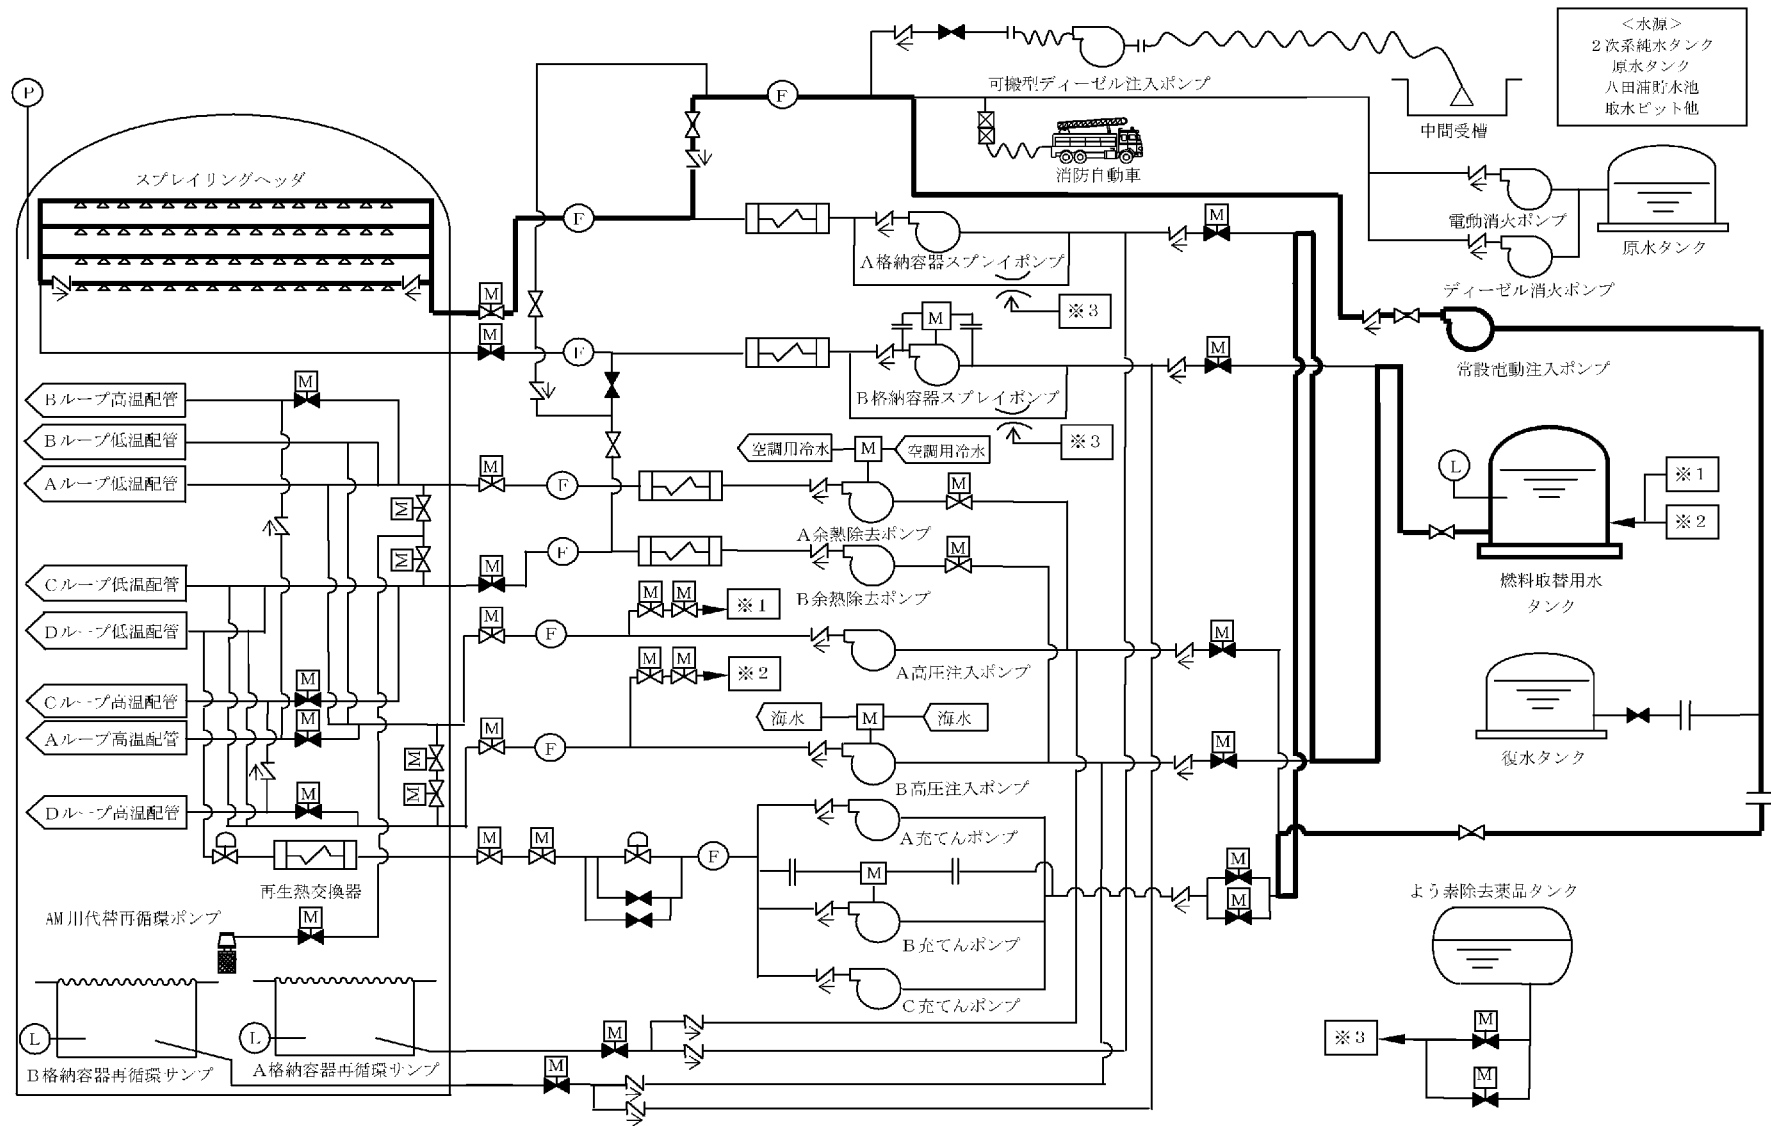 <水源>
2次系純水タンク
原水タンク
八田浦貯水池
取水ピット他
可搬型ディーゼル注入ポンプ
中間受槽
消防自動車
P
スプレイリングヘッダ
F
F
M
A格納容器スプレイポンプ
※3
M
電動消火ポンプ
原水タンク
ディーゼル消火ポンプ
常設電動注入ポンプ
M
F
M
B格納容器スプレイポンプ
※3
M
Bループ高温配管
M
Bループ低温配管
空調用冷水
M
空調用冷水
Aループ低温配管
M
M
F
A余熱除去ポンプ
M
L
※1
※2
燃料取替用水
タンク
M
Cループ低温配管
M
F
B余熱除去ポンプ
M
Dループ低温配管
M
F
M
M
※1
A高圧注入ポンプ
M
Cループ高温配管
M
M
M
※2
Aループ高温配管
M
M
M
F
海水
M
海水
B高圧注入ポンプ
M
復水タンク
Dループ高温配管
M
M
再生熱交換器
M
M
F
A充てんポンプ
M
B充てんポンプ
C充てんポンプ
M
M
よう素除去薬品タンク
AM用代替再循環ポンプ
M
L
B格納容器再循環サンプ
L
A格納容器再循環サンプ
M
M
※3
M
M